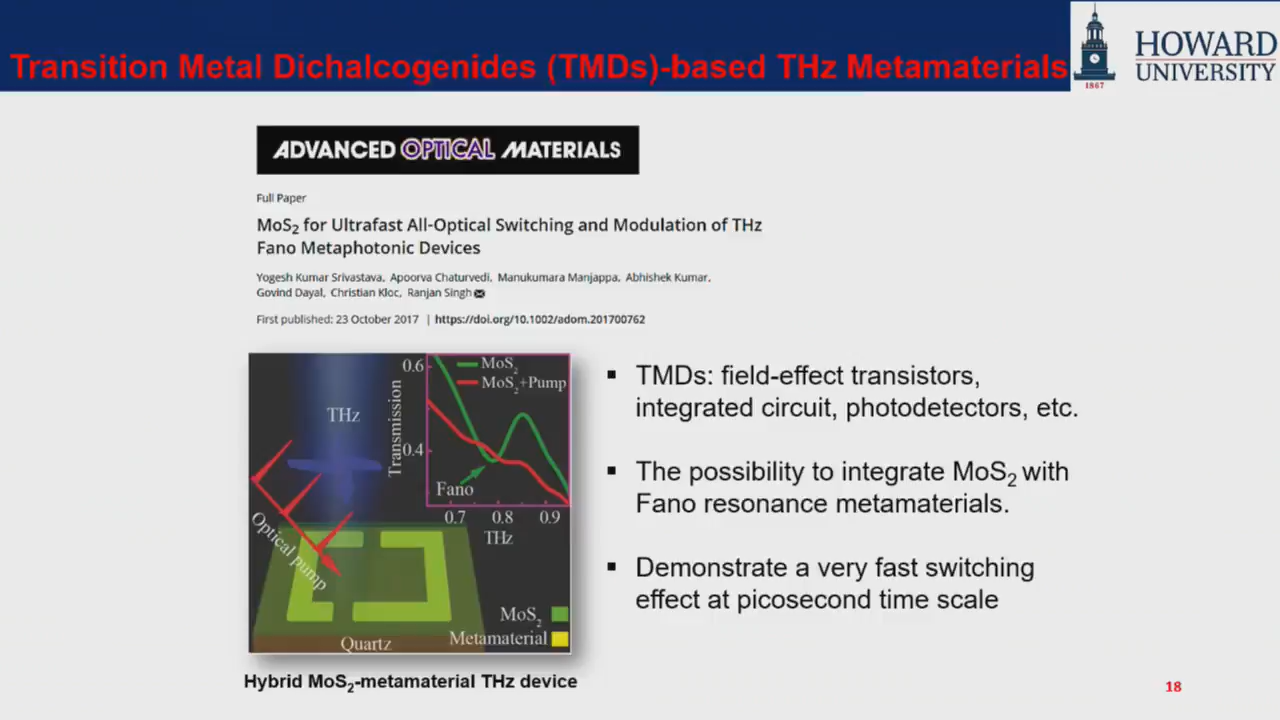 Transition Metal Dichalcogenides (TMDs)-based THz Metamaterials
HOWARD
UNIVERSITY
1867
ADVANCED OPTICAL MATERIALS
Full Paper
MoS₂ for Ultrafast All-Optical Switching and Modulation of THz
Fano Metaphotonic Devices
Yogesh Kumar Srivastava, Apoorva Chaturvedi, Manukumara Manjappa, Abhishek Kumar,
Govind Dayal, Christian Kloc, Ranjan Singh
First published: 23 October 2017 | https://doi.org/10.1002/adom.201700762
THz
Optical pump
Transmission
0.6
0.4
MoS₂
MoS₂+Pump
Fano
0.7 0.8 0.9
THz
MoS₂
Metamaterial
Quartz
Hybrid MoS₂-metamaterial THz device
▪ TMDs: field-effect transistors,
integrated circuit, photodetectors, etc.
▪ The possibility to integrate MoS₂ with
Fano resonance metamaterials.
▪ Demonstrate a very fast switching
effect at picosecond time scale
18